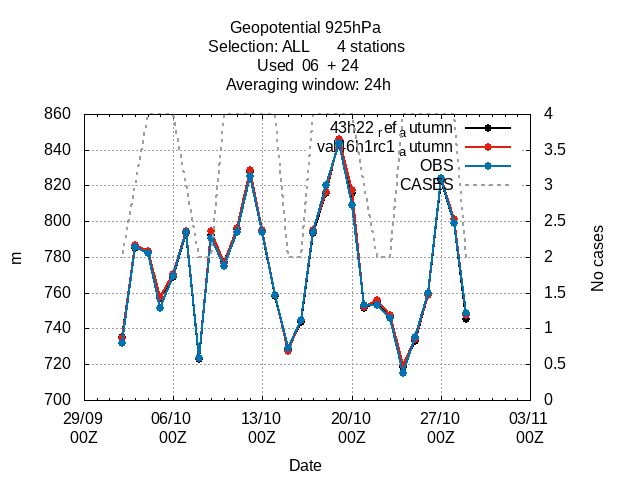 Geopotential 925hPa
Selection: ALL 4 stations
Used 06 + 24
Averaging window: 24h
43h22ref autumn
val46h1rc1autumn
OBS
CASES
860
840
820
800
780
760
740
720
700
4
3.5
3
2.5
2
1.5
1
0.5
0
m
No cases
29/09 06/10 13/10 20/10 27/10 03/11
00Z 00Z 00Z 00Z 00Z 00Z
Date